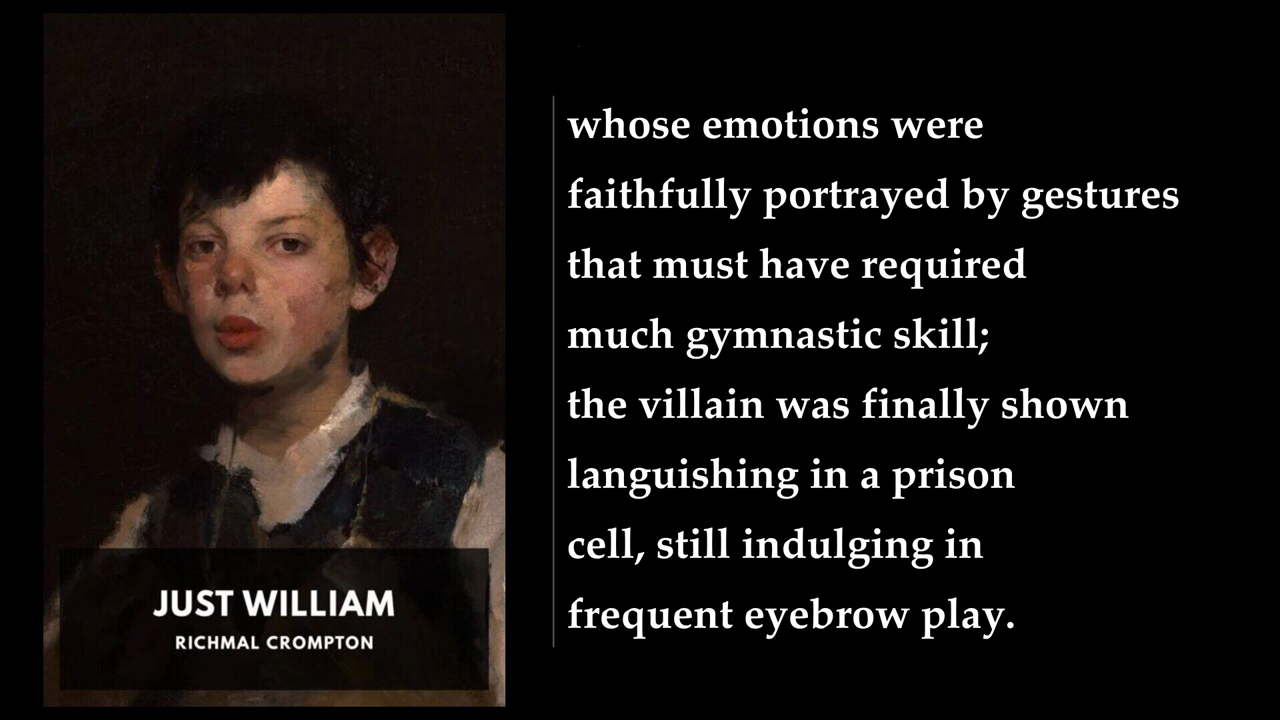 JUST WILLIAM
RICHMAL CROMPTON
whose emotions were
faithfully portrayed by gestures
that must have required
much gymnastic skill;
the villain was finally shown
languishing in a prison
cell, still indulging in
frequent eyebrow play.